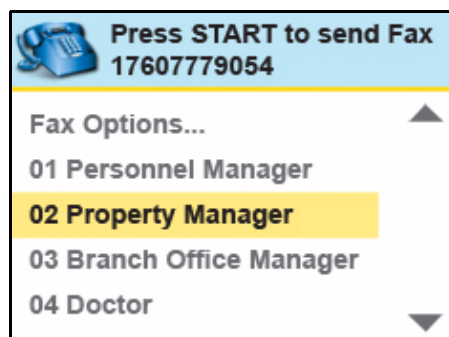 Press START to send Fax
17607779054
Fax Options...
01 Personnel Manager
02 Property Manager
03 Branch Office Manager
04 Doctor